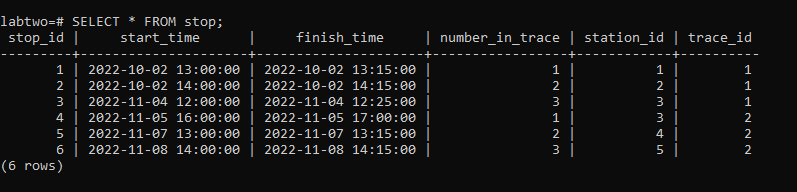 labtwo=# SELECT * FROM stop;
 stop_id |     start_time      |     finish_time     | number_in_trace | station_id | trace_id
---------+---------------------+---------------------+-----------------+------------+----------
       1 | 2022-10-02 13:00:00 | 2022-10-02 13:15:00 |               1 |          1 |        1
       2 | 2022-10-02 14:00:00 | 2022-10-02 14:15:00 |               2 |          2 |        1
       3 | 2022-11-04 12:00:00 | 2022-11-04 12:25:00 |               3 |          3 |        1
       4 | 2022-11-05 16:00:00 | 2022-11-05 17:00:00 |               1 |          3 |        2
       5 | 2022-11-07 13:00:00 | 2022-11-07 13:15:00 |               2 |          4 |        2
       6 | 2022-11-08 14:00:00 | 2022-11-08 14:15:00 |               3 |          5 |        2
(6 rows)